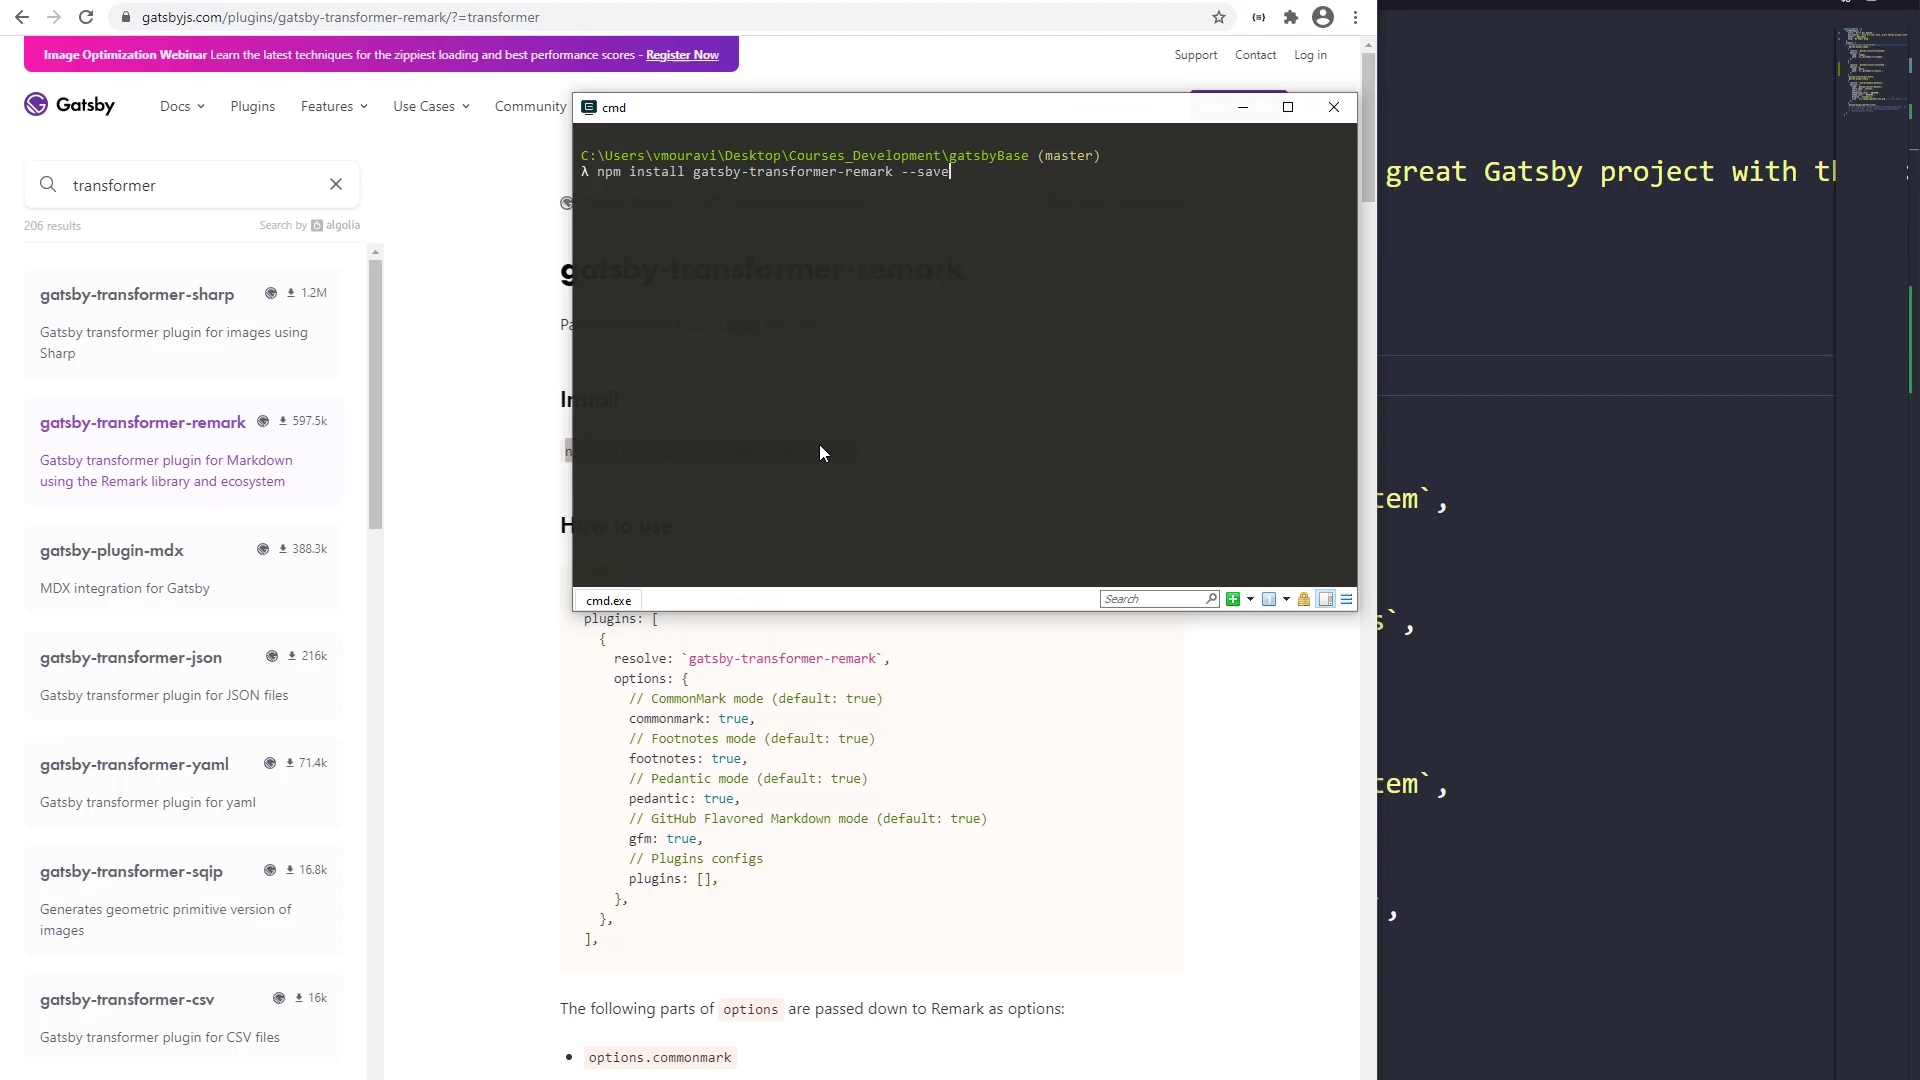 gatsbyjs.com/plugins/gatsby-transformer-remark/?=transformer
Image Optimization Webinar Learn the latest techniques for the zippiest loading and best performance scores - Register Now
Support Contact Log in
Gatsby Docs Plugins Features Use Cases Community
transformer
206 results Search by algolia
gatsby-transformer-sharp 1.2M
Gatsby transformer plugin for images using
Sharp
gatsby-transformer-remark 597.5k
Gatsby transformer plugin for Markdown
using the Remark library and ecosystem
gatsby-plugin-mdx 388.3k
MDX integration for Gatsby
gatsby-transformer-json 216k
Gatsby transformer plugin for JSON files
gatsby-transformer-yaml 71.4k
Gatsby transformer plugin for yaml
gatsby-transformer-sqip 16.8k
Generates geometric primitive version of
images
gatsby-transformer-csv 16k
Gatsby transformer plugin for CSV files
cmd
C:\Users\vmouravi\Desktop\Courses_Development\gatsbyBase (master)
λ npm install gatsby-transformer-remark --save
gatsby-transformer-remark
Install
How to use
cmd.exe Search
plugins: [
{
resolve: `gatsby-transformer-remark`,
options: {
// CommonMark mode (default: true)
commonmark: true,
// Footnotes mode (default: true)
footnotes: true,
// Pedantic mode (default: true)
pedantic: true,
// GitHub Flavored Markdown mode (default: true)
gfm: true,
// Plugins configs
plugins: [],
},
},
],
The following parts of options are passed down to Remark as options:
• options.commonmark
great Gatsby project with th
tem`,
s`,
tem`,
,